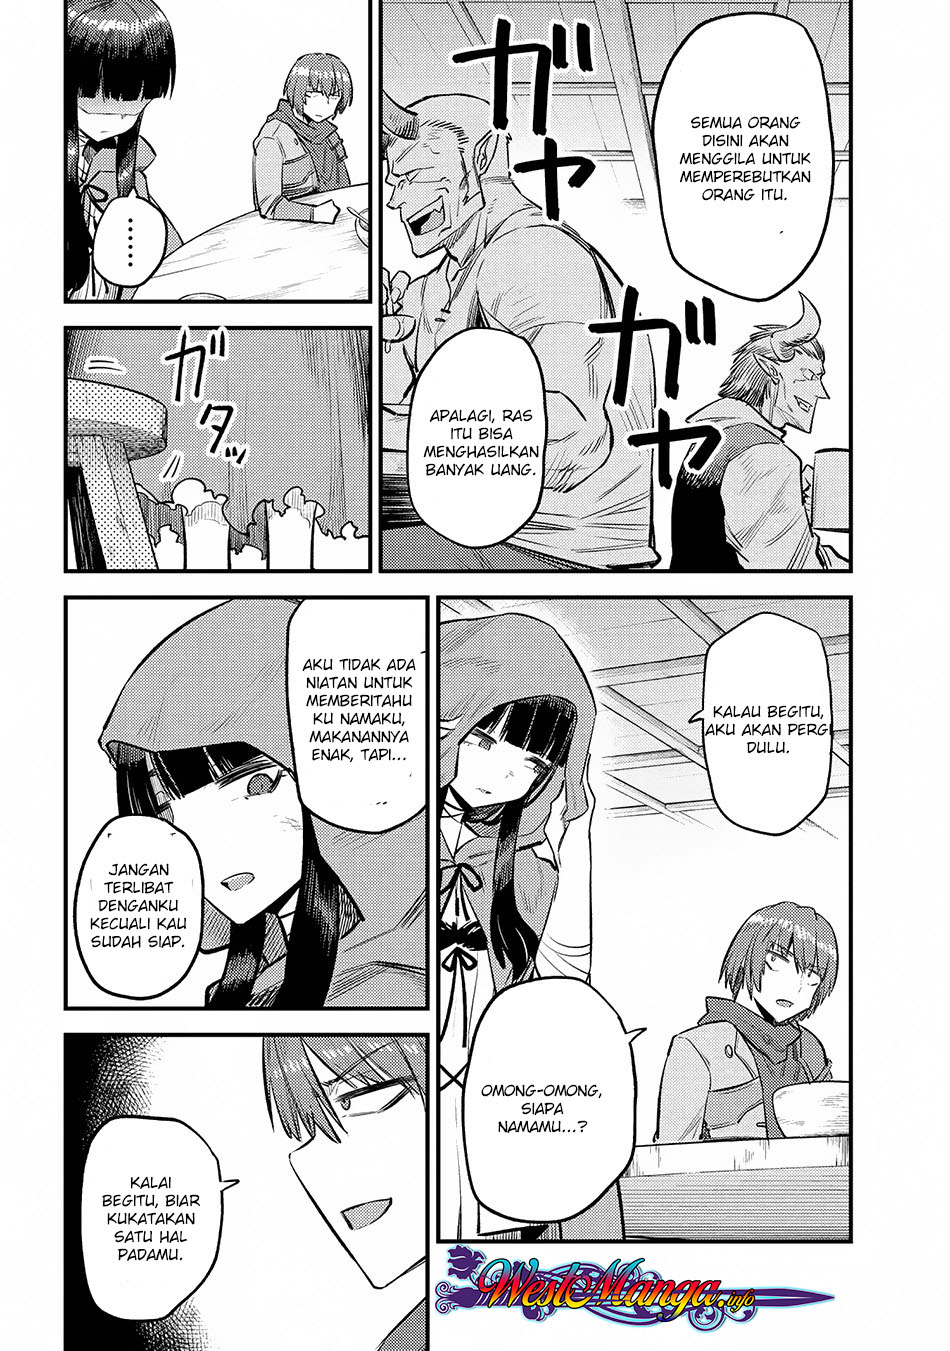 SEMUA ORANG
DISINI AKAN
MENGGILA UNTUK
MEMPEREBUTKAN
ORANG ITU.
ガヤ
APALAGI, RAS
ITU BISA
MENGHASILKAN
BANYAK UANG.
ガヤ
......
ガタッ
KALAU BEGITU,
AKU AKAN PERGI
DULU.
OMONG-OMONG,
SIAPA
NAMAMU...?
AKU TIDAK ADA
NIATAN UNTUK
MEMBERITAHU
KU NAMAKU,
MAKANANNYA
ENAK, TAPI...
JANGAN
TERLIBAT
DENGANKU
KECUALI KAU
SUDAH SIAP.
KALAI
BEGITU, BIAR
KUKATAKAN
SATU HAL
PADAMU.
WestManga.info